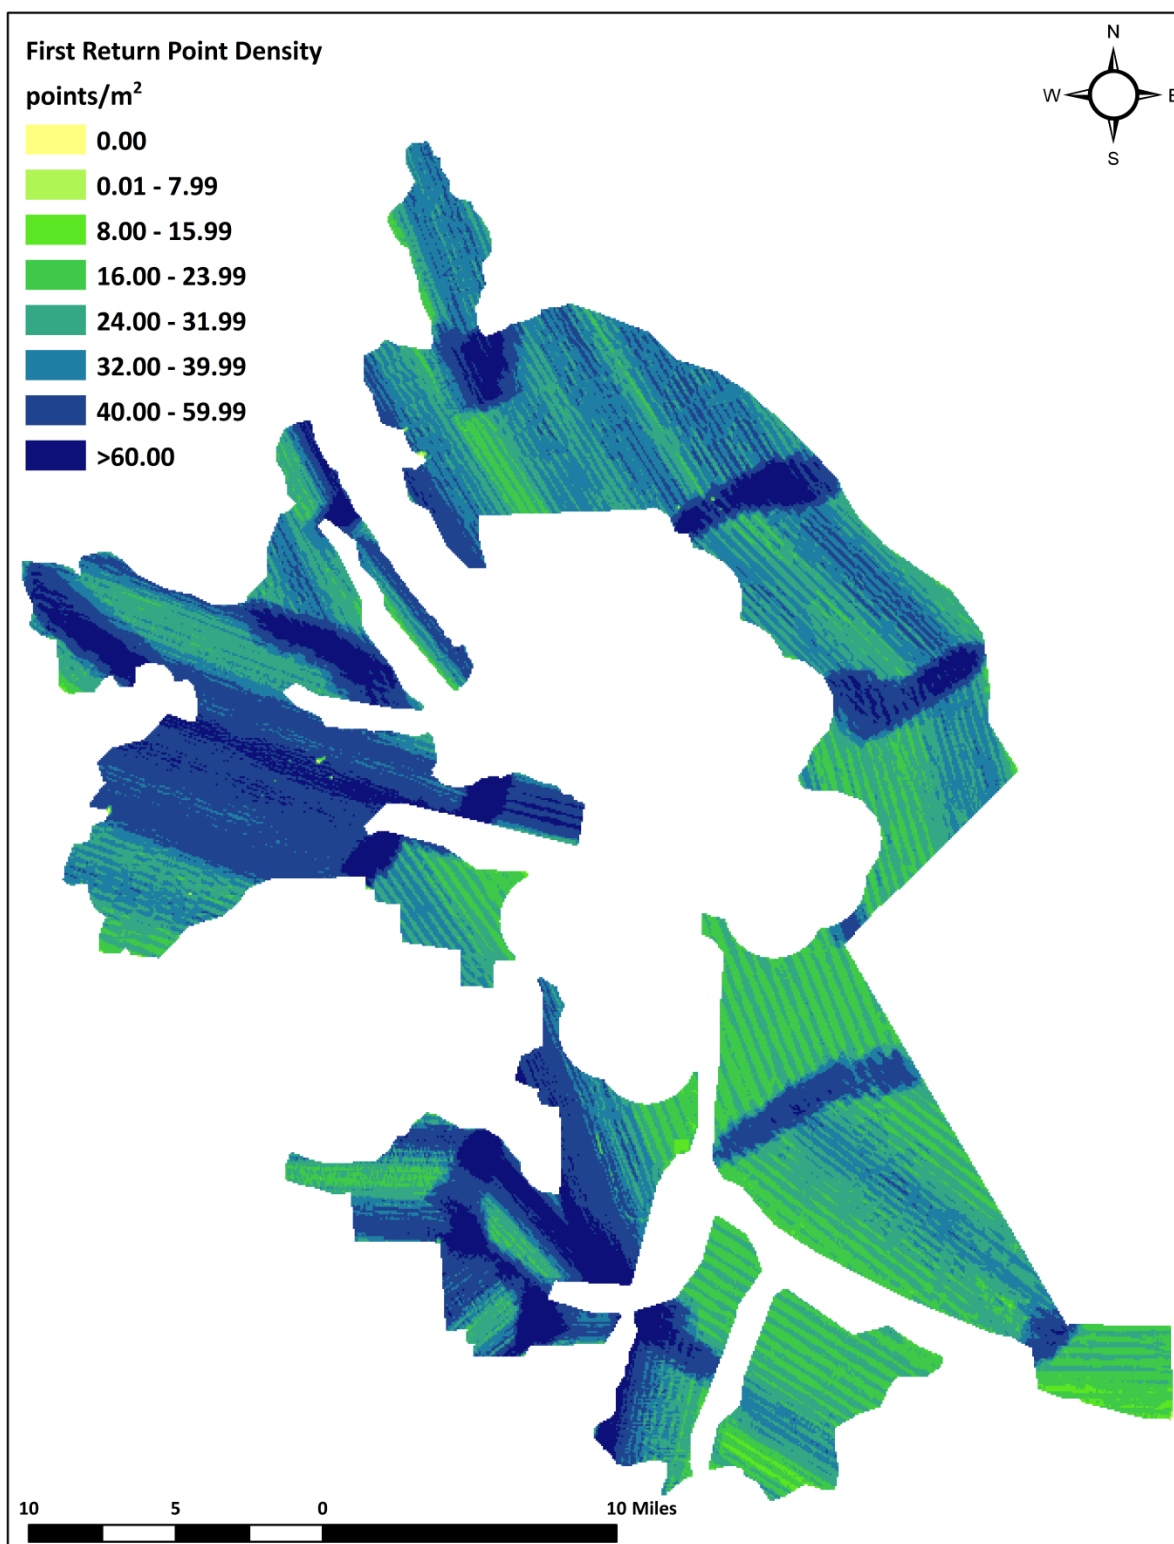 First Return Point Density
points/m²
0.00
0.01 - 7.99
8.00 - 15.99
16.00 - 23.99
24.00 - 31.99
32.00 - 39.99
40.00 - 59.99
>60.00
N
W E
S
10 5 0 10 Miles